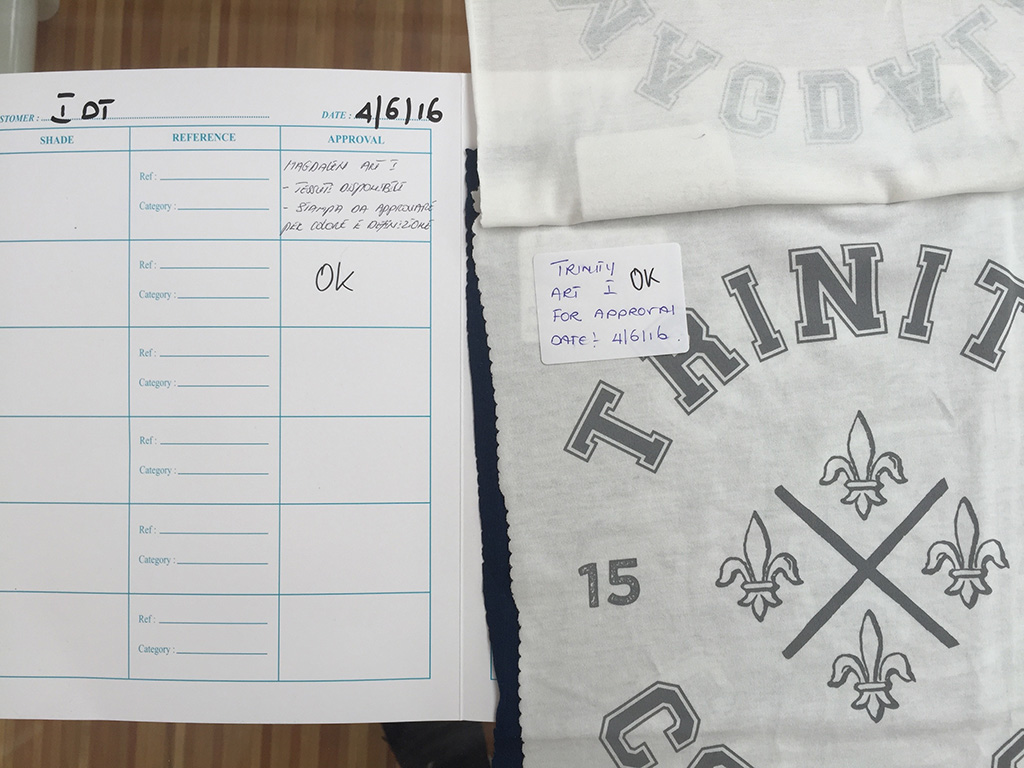 STOMER : I DT
DATE : 4/6/16
SHADE
REFERENCE
APPROVAL
Ref :
Category :
MAGDALEN ART I
- TESSUTI DISPONIBILI
- STAMPA DA APPROVARE
PER COLORE E DEFINIZIONE
Ref :
Category :
OK
Ref :
Category :
Ref :
Category :
Ref :
Category :
Ref :
Category :
TRINITY OK
ART I
FOR APPROVAL
DATE: 4/6/16.
TRINIT
15
CO